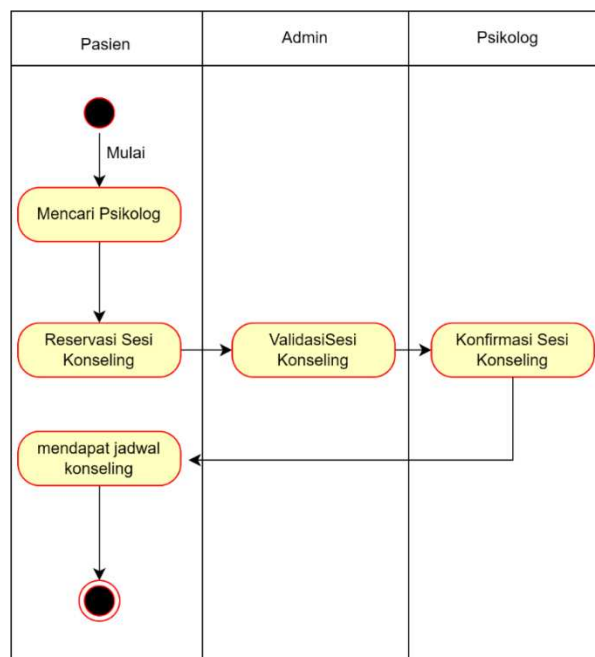 Pasien
Admin
Psikolog
Mulai
Mencari Psikolog
Reservasi Sesi
Konseling
ValidasiSesi
Konseling
Konfirmasi Sesi
Konseling
mendapat jadwal
konseling